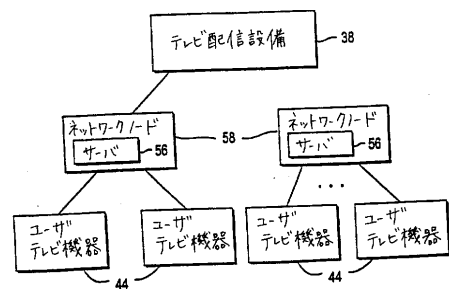 テレビ配信設備
38
ネットワークノード
サーバ
56
58
ネットワークノード
サーバ
56
...
ユーザ
テレビ機器
ユーザ
テレビ機器
ユーザ
テレビ機器
ユーザ
テレビ機器
44
44